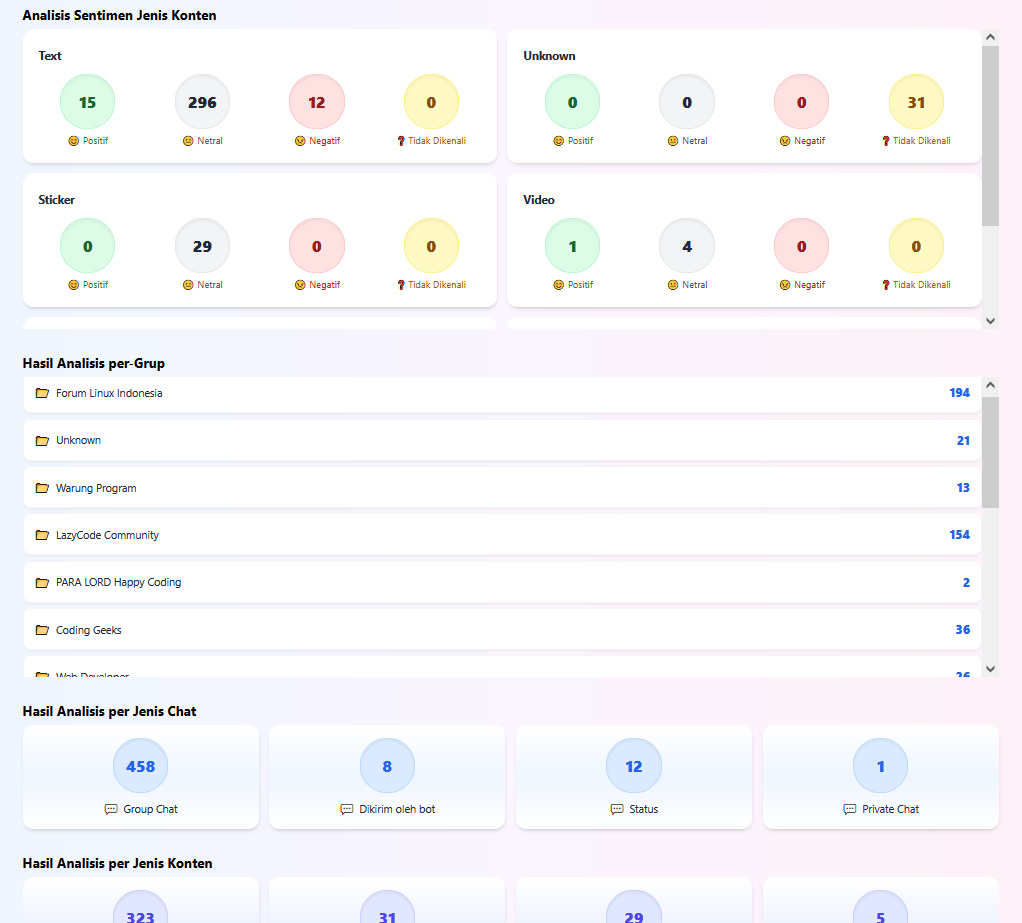 Analisis Sentimen Jenis Konten
Text
15 296 12 0
Positif Netral Negatif Tidak Dikenali
Unknown
0 0 0 31
Positif Netral Negatif Tidak Dikenali
Sticker
0 29 0 0
Positif Netral Negatif Tidak Dikenali
Video
1 4 0 0
Positif Netral Negatif Tidak Dikenali
Hasil Analisis per-Grup
Forum Linux Indonesia 194
Unknown 21
Warung Program 13
LazyCode Community 154
PARA LORD Happy Coding 2
Coding Geeks 36
Web Developer 26
Hasil Analisis per Jenis Chat
458 8 12 1
Group Chat Dikirim oleh bot Status Private Chat
Hasil Analisis per Jenis Konten
323 31 29 5